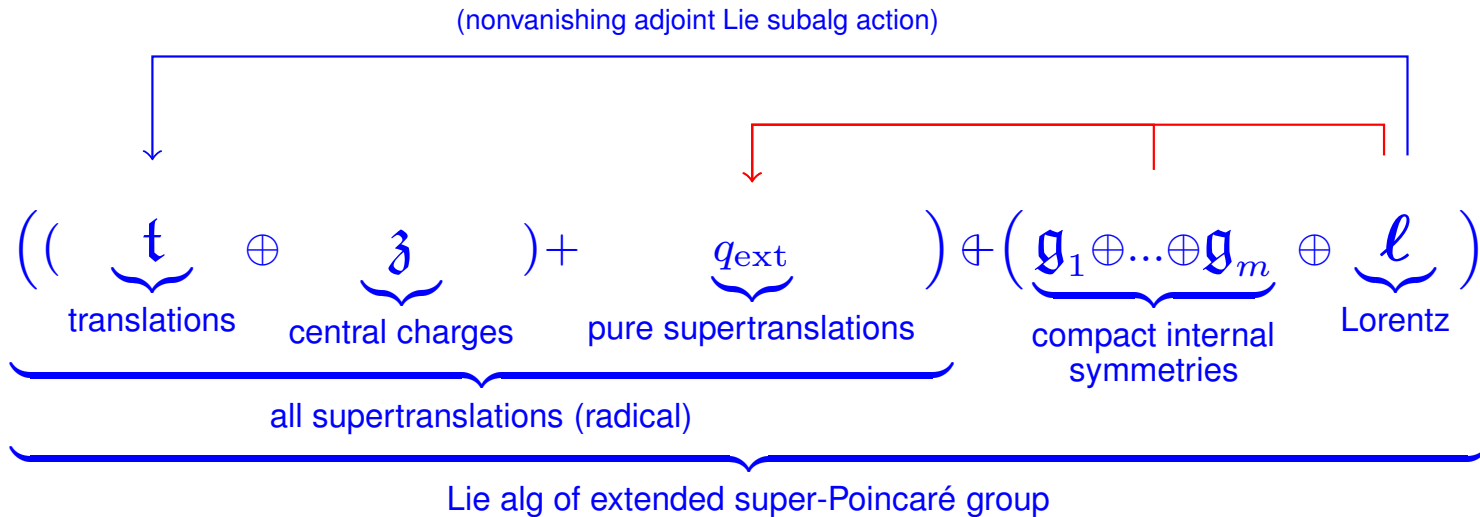 (nonvanishing adjoint Lie subalg action)
((𝔱 ⊕ 𝔷) + q_ext) ⨭ (𝔤₁⊕...⊕𝔤ₘ ⊕ ℓ)
translations central charges pure supertranslations compact internal symmetries Lorentz
all supertranslations (radical)
Lie alg of extended super-Poincaré group